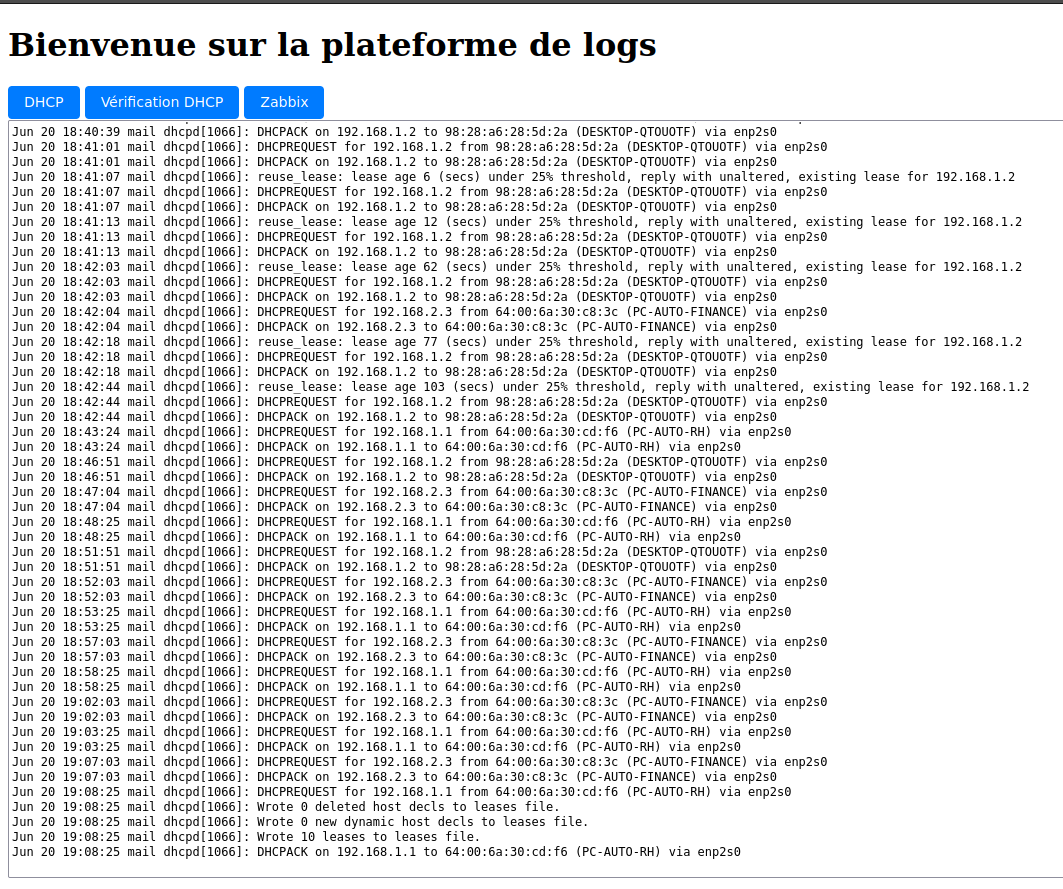 Bienvenue sur la plateforme de logs
DHCP Vérification DHCP Zabbix
Jun 20 18:40:39 mail dhcpd[1066]: DHCPACK on 192.168.1.2 to 98:28:a6:28:5d:2a (DESKTOP-QTOUOTF) via enp2s0
Jun 20 18:41:01 mail dhcpd[1066]: DHCPREQUEST for 192.168.1.2 from 98:28:a6:28:5d:2a (DESKTOP-QTOUOTF) via enp2s0
Jun 20 18:41:01 mail dhcpd[1066]: DHCPACK on 192.168.1.2 to 98:28:a6:28:5d:2a (DESKTOP-QTOUOTF) via enp2s0
Jun 20 18:41:07 mail dhcpd[1066]: reuse_lease: lease age 6 (secs) under 25% threshold, reply with unaltered, existing lease for 192.168.1.2
Jun 20 18:41:07 mail dhcpd[1066]: DHCPREQUEST for 192.168.1.2 from 98:28:a6:28:5d:2a (DESKTOP-QTOUOTF) via enp2s0
Jun 20 18:41:07 mail dhcpd[1066]: DHCPACK on 192.168.1.2 to 98:28:a6:28:5d:2a (DESKTOP-QTOUOTF) via enp2s0
Jun 20 18:41:13 mail dhcpd[1066]: reuse_lease: lease age 12 (secs) under 25% threshold, reply with unaltered, existing lease for 192.168.1.2
Jun 20 18:41:13 mail dhcpd[1066]: DHCPREQUEST for 192.168.1.2 from 98:28:a6:28:5d:2a (DESKTOP-QTOUOTF) via enp2s0
Jun 20 18:41:13 mail dhcpd[1066]: DHCPACK on 192.168.1.2 to 98:28:a6:28:5d:2a (DESKTOP-QTOUOTF) via enp2s0
Jun 20 18:42:03 mail dhcpd[1066]: reuse_lease: lease age 62 (secs) under 25% threshold, reply with unaltered, existing lease for 192.168.1.2
Jun 20 18:42:03 mail dhcpd[1066]: DHCPREQUEST for 192.168.1.2 from 98:28:a6:28:5d:2a (DESKTOP-QTOUOTF) via enp2s0
Jun 20 18:42:03 mail dhcpd[1066]: DHCPACK on 192.168.1.2 to 98:28:a6:28:5d:2a (DESKTOP-QTOUOTF) via enp2s0
Jun 20 18:42:04 mail dhcpd[1066]: DHCPREQUEST for 192.168.2.3 from 64:00:6a:30:c8:3c (PC-AUTO-FINANCE) via enp2s0
Jun 20 18:42:04 mail dhcpd[1066]: DHCPACK on 192.168.2.3 to 64:00:6a:30:c8:3c (PC-AUTO-FINANCE) via enp2s0
Jun 20 18:42:18 mail dhcpd[1066]: reuse_lease: lease age 77 (secs) under 25% threshold, reply with unaltered, existing lease for 192.168.1.2
Jun 20 18:42:18 mail dhcpd[1066]: DHCPREQUEST for 192.168.1.2 from 98:28:a6:28:5d:2a (DESKTOP-QTOUOTF) via enp2s0
Jun 20 18:42:18 mail dhcpd[1066]: DHCPACK on 192.168.1.2 to 98:28:a6:28:5d:2a (DESKTOP-QTOUOTF) via enp2s0
Jun 20 18:42:44 mail dhcpd[1066]: reuse_lease: lease age 103 (secs) under 25% threshold, reply with unaltered, existing lease for 192.168.1.2
Jun 20 18:42:44 mail dhcpd[1066]: DHCPREQUEST for 192.168.1.2 from 98:28:a6:28:5d:2a (DESKTOP-QTOUOTF) via enp2s0
Jun 20 18:42:44 mail dhcpd[1066]: DHCPACK on 192.168.1.2 to 98:28:a6:28:5d:2a (DESKTOP-QTOUOTF) via enp2s0
Jun 20 18:43:24 mail dhcpd[1066]: DHCPREQUEST for 192.168.1.1 from 64:00:6a:30:cd:f6 (PC-AUTO-RH) via enp2s0
Jun 20 18:43:24 mail dhcpd[1066]: DHCPACK on 192.168.1.1 to 64:00:6a:30:cd:f6 (PC-AUTO-RH) via enp2s0
Jun 20 18:46:51 mail dhcpd[1066]: DHCPREQUEST for 192.168.1.2 from 98:28:a6:28:5d:2a (DESKTOP-QTOUOTF) via enp2s0
Jun 20 18:46:51 mail dhcpd[1066]: DHCPACK on 192.168.1.2 to 98:28:a6:28:5d:2a (DESKTOP-QTOUOTF) via enp2s0
Jun 20 18:47:04 mail dhcpd[1066]: DHCPREQUEST for 192.168.2.3 from 64:00:6a:30:c8:3c (PC-AUTO-FINANCE) via enp2s0
Jun 20 18:47:04 mail dhcpd[1066]: DHCPACK on 192.168.2.3 to 64:00:6a:30:c8:3c (PC-AUTO-FINANCE) via enp2s0
Jun 20 18:48:25 mail dhcpd[1066]: DHCPREQUEST for 192.168.1.1 from 64:00:6a:30:cd:f6 (PC-AUTO-RH) via enp2s0
Jun 20 18:48:25 mail dhcpd[1066]: DHCPACK on 192.168.1.1 to 64:00:6a:30:cd:f6 (PC-AUTO-RH) via enp2s0
Jun 20 18:51:51 mail dhcpd[1066]: DHCPREQUEST for 192.168.1.2 from 98:28:a6:28:5d:2a (DESKTOP-QTOUOTF) via enp2s0
Jun 20 18:51:51 mail dhcpd[1066]: DHCPACK on 192.168.1.2 to 98:28:a6:28:5d:2a (DESKTOP-QTOUOTF) via enp2s0
Jun 20 18:52:03 mail dhcpd[1066]: DHCPREQUEST for 192.168.2.3 from 64:00:6a:30:c8:3c (PC-AUTO-FINANCE) via enp2s0
Jun 20 18:52:03 mail dhcpd[1066]: DHCPACK on 192.168.2.3 to 64:00:6a:30:c8:3c (PC-AUTO-FINANCE) via enp2s0
Jun 20 18:53:25 mail dhcpd[1066]: DHCPREQUEST for 192.168.1.1 from 64:00:6a:30:cd:f6 (PC-AUTO-RH) via enp2s0
Jun 20 18:53:25 mail dhcpd[1066]: DHCPACK on 192.168.1.1 to 64:00:6a:30:cd:f6 (PC-AUTO-RH) via enp2s0
Jun 20 18:57:03 mail dhcpd[1066]: DHCPREQUEST for 192.168.2.3 from 64:00:6a:30:c8:3c (PC-AUTO-FINANCE) via enp2s0
Jun 20 18:57:03 mail dhcpd[1066]: DHCPACK on 192.168.2.3 to 64:00:6a:30:c8:3c (PC-AUTO-FINANCE) via enp2s0
Jun 20 18:58:25 mail dhcpd[1066]: DHCPREQUEST for 192.168.1.1 from 64:00:6a:30:cd:f6 (PC-AUTO-RH) via enp2s0
Jun 20 18:58:25 mail dhcpd[1066]: DHCPACK on 192.168.1.1 to 64:00:6a:30:cd:f6 (PC-AUTO-RH) via enp2s0
Jun 20 19:02:03 mail dhcpd[1066]: DHCPREQUEST for 192.168.2.3 from 64:00:6a:30:c8:3c (PC-AUTO-FINANCE) via enp2s0
Jun 20 19:02:03 mail dhcpd[1066]: DHCPACK on 192.168.2.3 to 64:00:6a:30:c8:3c (PC-AUTO-FINANCE) via enp2s0
Jun 20 19:03:25 mail dhcpd[1066]: DHCPREQUEST for 192.168.1.1 from 64:00:6a:30:cd:f6 (PC-AUTO-RH) via enp2s0
Jun 20 19:03:25 mail dhcpd[1066]: DHCPACK on 192.168.1.1 to 64:00:6a:30:cd:f6 (PC-AUTO-RH) via enp2s0
Jun 20 19:07:03 mail dhcpd[1066]: DHCPREQUEST for 192.168.2.3 from 64:00:6a:30:c8:3c (PC-AUTO-FINANCE) via enp2s0
Jun 20 19:07:03 mail dhcpd[1066]: DHCPACK on 192.168.2.3 to 64:00:6a:30:c8:3c (PC-AUTO-FINANCE) via enp2s0
Jun 20 19:08:25 mail dhcpd[1066]: DHCPREQUEST for 192.168.1.1 from 64:00:6a:30:cd:f6 (PC-AUTO-RH) via enp2s0
Jun 20 19:08:25 mail dhcpd[1066]: Wrote 0 deleted host decls to leases file.
Jun 20 19:08:25 mail dhcpd[1066]: Wrote 0 new dynamic host decls to leases file.
Jun 20 19:08:25 mail dhcpd[1066]: Wrote 10 leases to leases file.
Jun 20 19:08:25 mail dhcpd[1066]: DHCPACK on 192.168.1.1 to 64:00:6a:30:cd:f6 (PC-AUTO-RH) via enp2s0